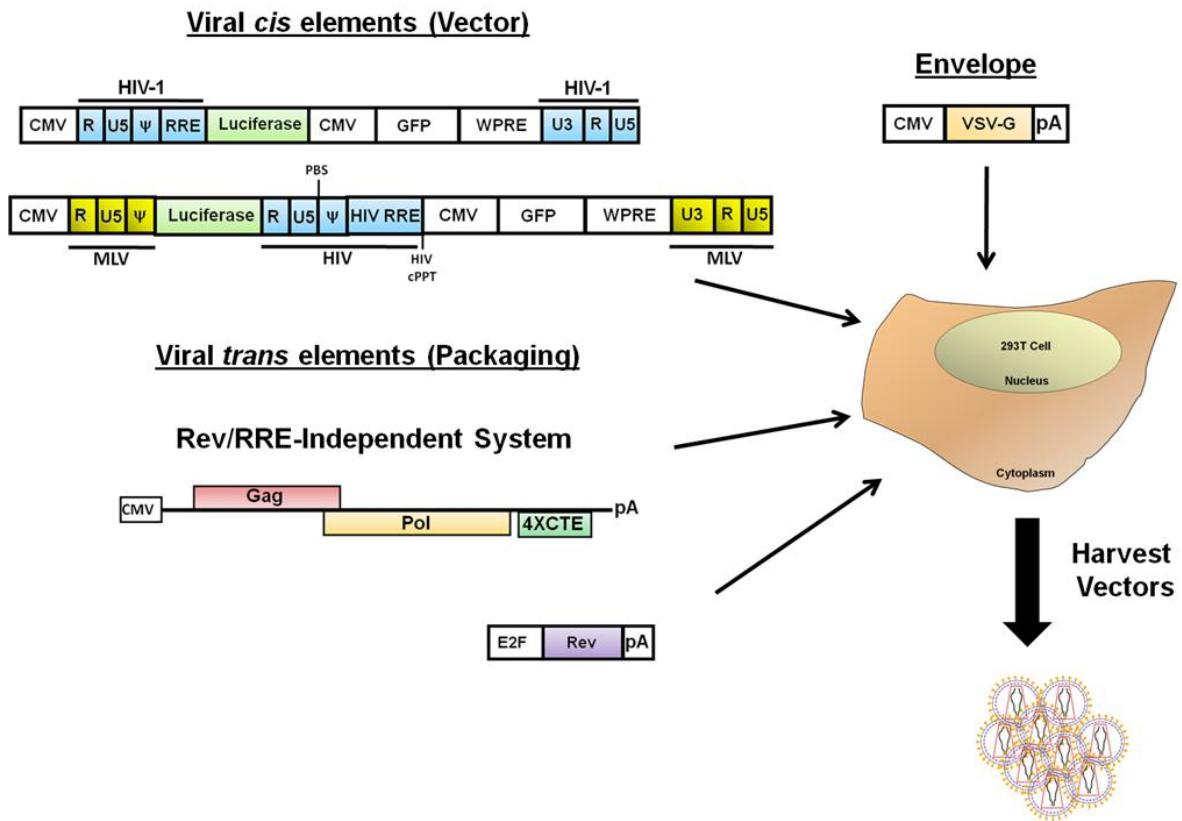 Viral cis elements (Vector)
HIV-1
HIV-1
CMV R U5 Ψ RRE Luciferase CMV GFP WPRE U3 R U5
PBS
CMV R U5 Ψ Luciferase R U5 Ψ HIV RRE CMV GFP WPRE U3 R U5
MLV
HIV
HIV
cPPT
MLV
Envelope
CMV VSV-G pA
Viral trans elements (Packaging)
Rev/RRE-Independent System
CMV
Gag
Pol
4XCTE
pA
E2F Rev pA
293T Cell
Nucleus
Cytoplasm
Harvest
Vectors